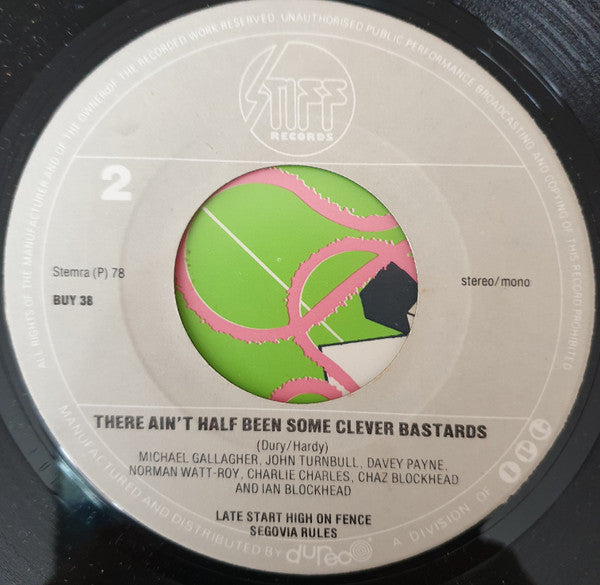 ALL RIGHTS OF THE MANUFACTURER AND OF THE OWNER OF THE RECORDED WORK RESERVED. UNAUTHORISED PUBLIC PERFORMANCE BROADCASTING AND COPYING OF THIS RECORD PROHIBITED
STIFF
RECORDS
2
Stemra (P) 78
stereo/mono
BUY 38
THERE AIN'T HALF BEEN SOME CLEVER BASTARDS
(Dury/Hardy)
MICHAEL GALLAGHER, JOHN TURNBULL, DAVEY PAYNE,
NORMAN WATT-ROY, CHARLIE CHARLES, CHAZ BLOCKHEAD
AND IAN BLOCKHEAD
LATE START HIGH ON FENCE
SEGOVIA RULES
MANUFACTURED AND DISTRIBUTED BY dureco A DIVISION OF